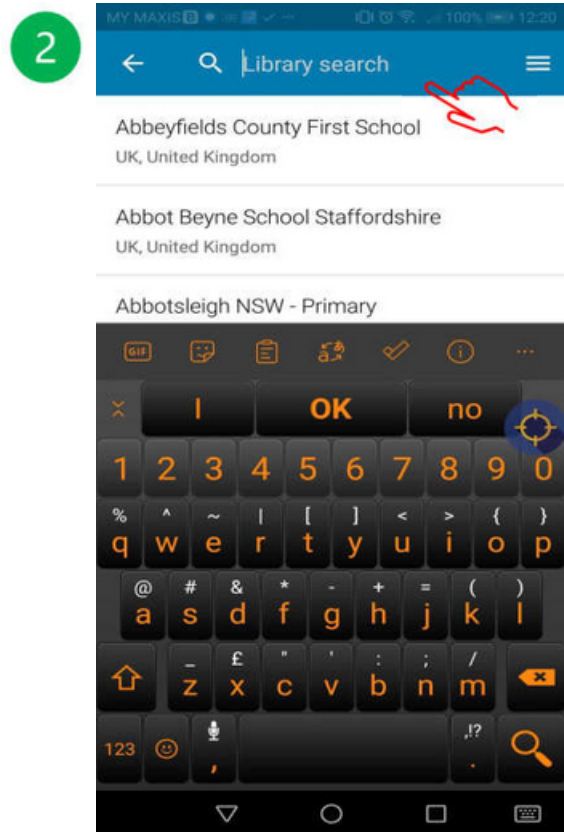 2
MY MAXIS 100% 12:20
Library search
Abbeyfields County First School
UK, United Kingdom
Abbot Beyne School Staffordshire
UK, United Kingdom
Abbotsleigh NSW - Primary
GIF
I OK no
1 2 3 4 5 6 7 8 9 0
% ^ ~ | [ ] < > { }
q w e r t y u i o p
@ # & * - + = ( )
a s d f g h j k l
_ £ " ' : ; /
z x c v b n m
,!?
123 , .